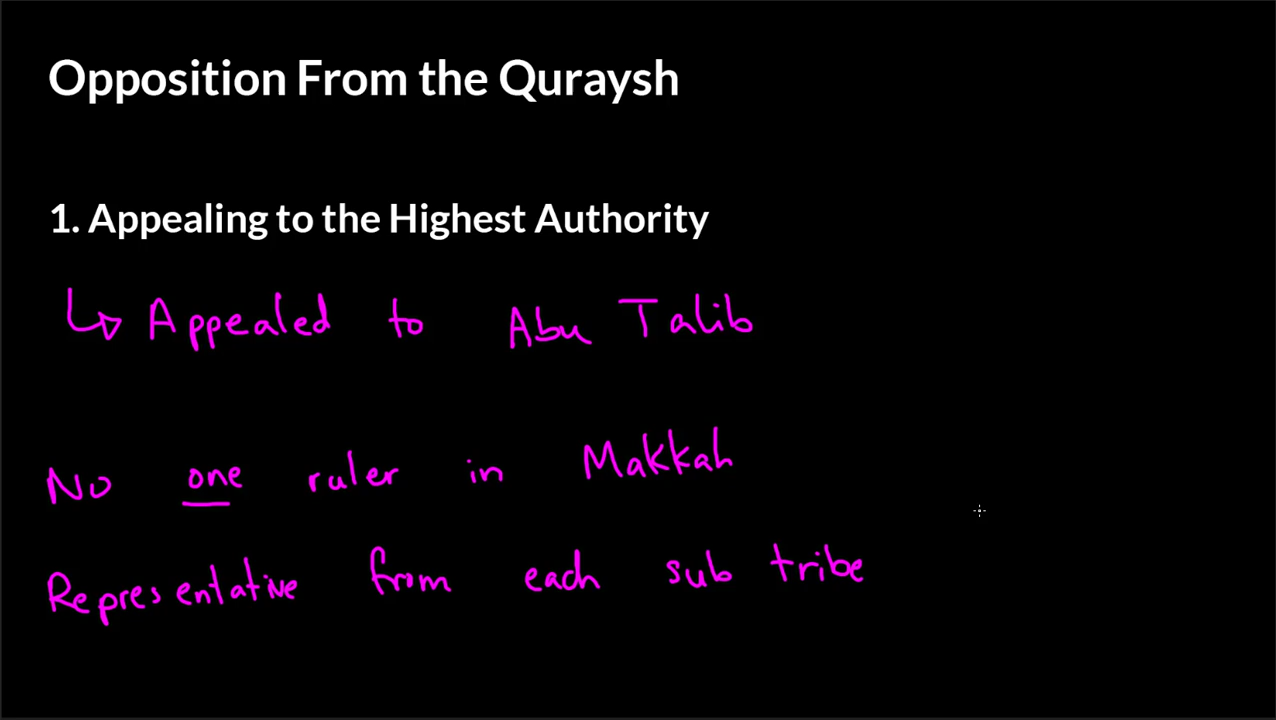 Opposition From the Quraysh
1. Appealing to the Highest Authority
↳ Appealed to Abu Talib
No one ruler in Makkah
Representative from each sub tribe